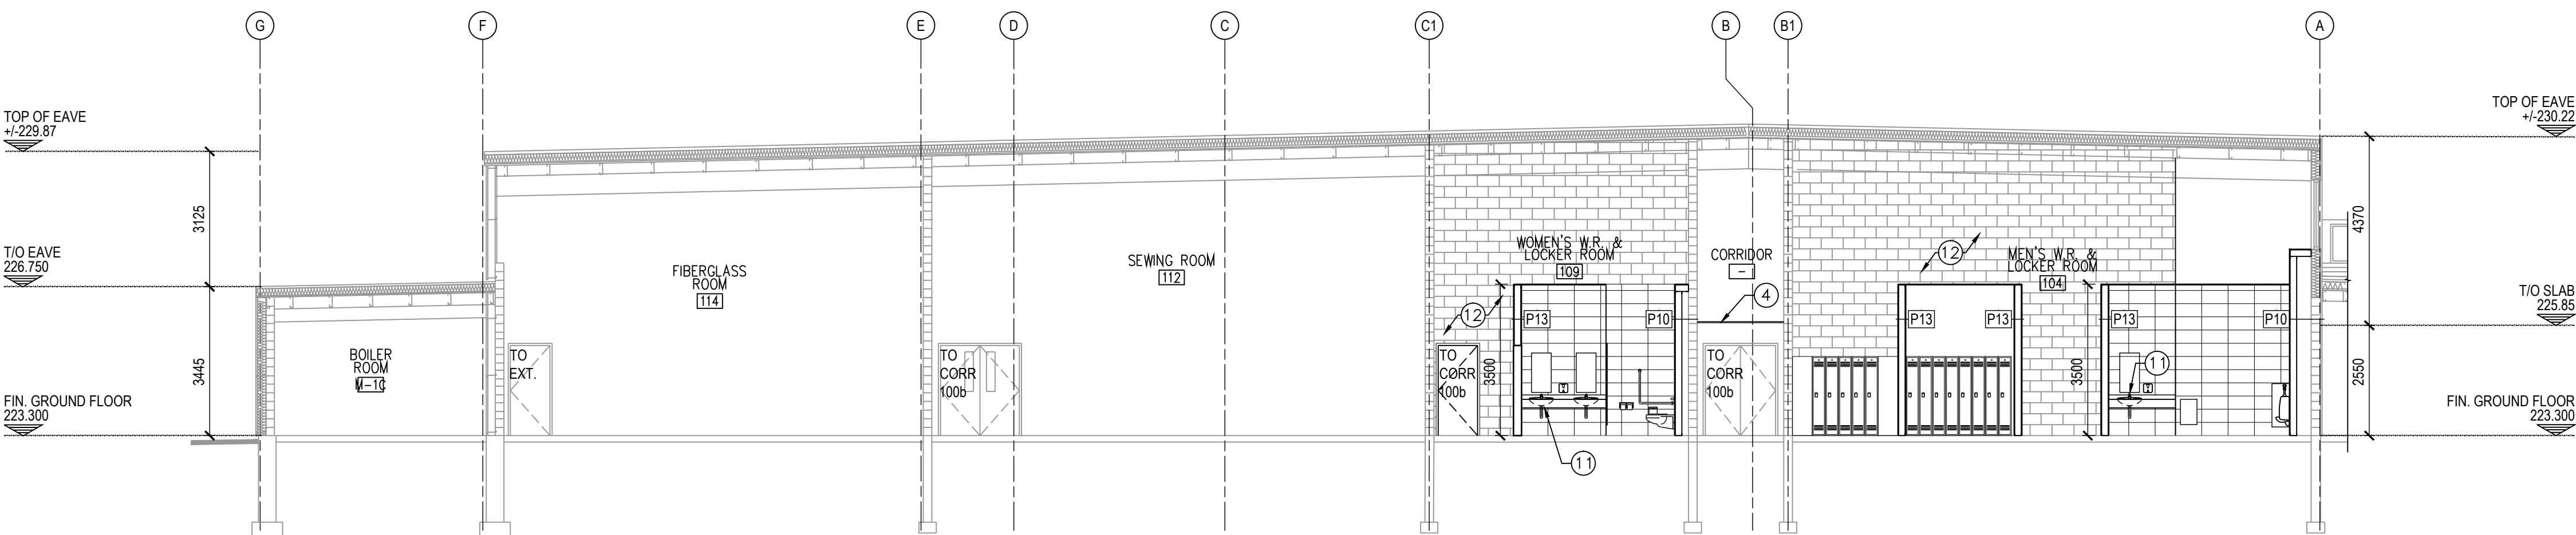 G
F
E
D
C
C1
B
B1
A
TOP OF EAVE
+/-229.87
TOP OF EAVE
+/-230.22
3125
4370
T/O EAVE
226.750
T/O SLAB
225.85
FIBERGLASS
ROOM
114
SEWING ROOM
112
WOMEN'S W.R. &
LOCKER ROOM
109
CORRIDOR
-
12
MEN'S W.R. &
LOCKER ROOM
104
4
12
P13
P10
P13
P13
P13
P10
BOILER
ROOM
M-1C
TO
EXT.
TO
CORR
100b
TO
CORR
100b
3500
TO
CORR
100b
3500
11
3445
2550
FIN. GROUND FLOOR
223.300
FIN. GROUND FLOOR
223.300
11